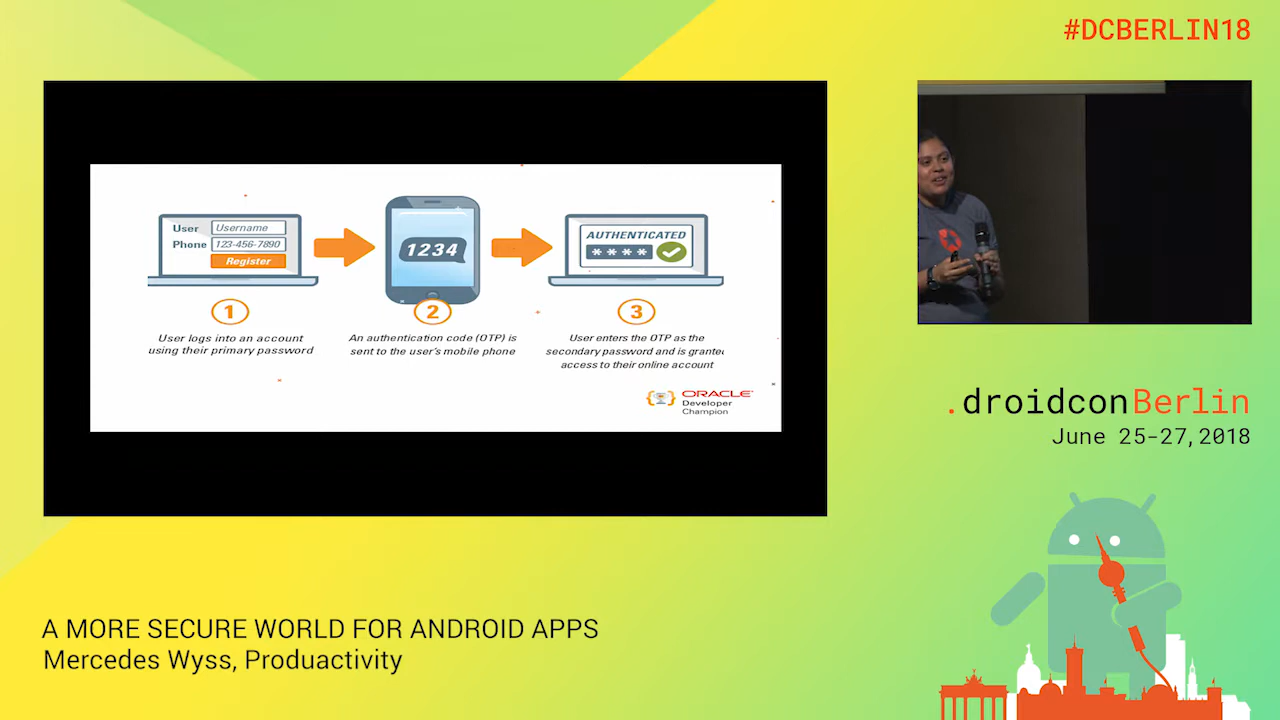 #DCBERLIN18
User Username
Phone 123-456-7890
Register
1234
AUTHENTICATED
****
1
2
3
User logs into an account
using their primary password
An authentication code (OTP) is
sent to the user's mobile phone
User enters the OTP as the
secondary password and is granted
access to their online account
ORACLE
Developer
Champion
.droidconBerlin
June 25-27,2018
A MORE SECURE WORLD FOR ANDROID APPS
Mercedes Wyss, Produactivity